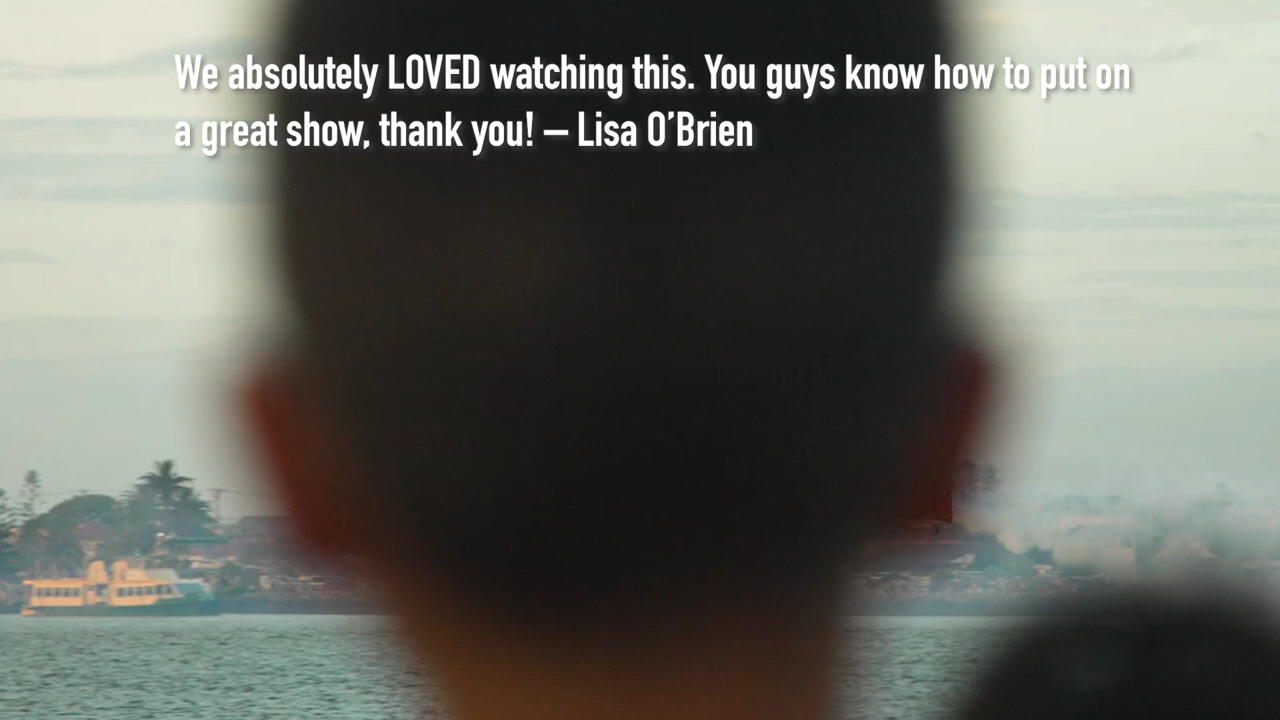 We absolutely LOVED watching this. You guys know how to put on
a great show, thank you! – Lisa O’Brien